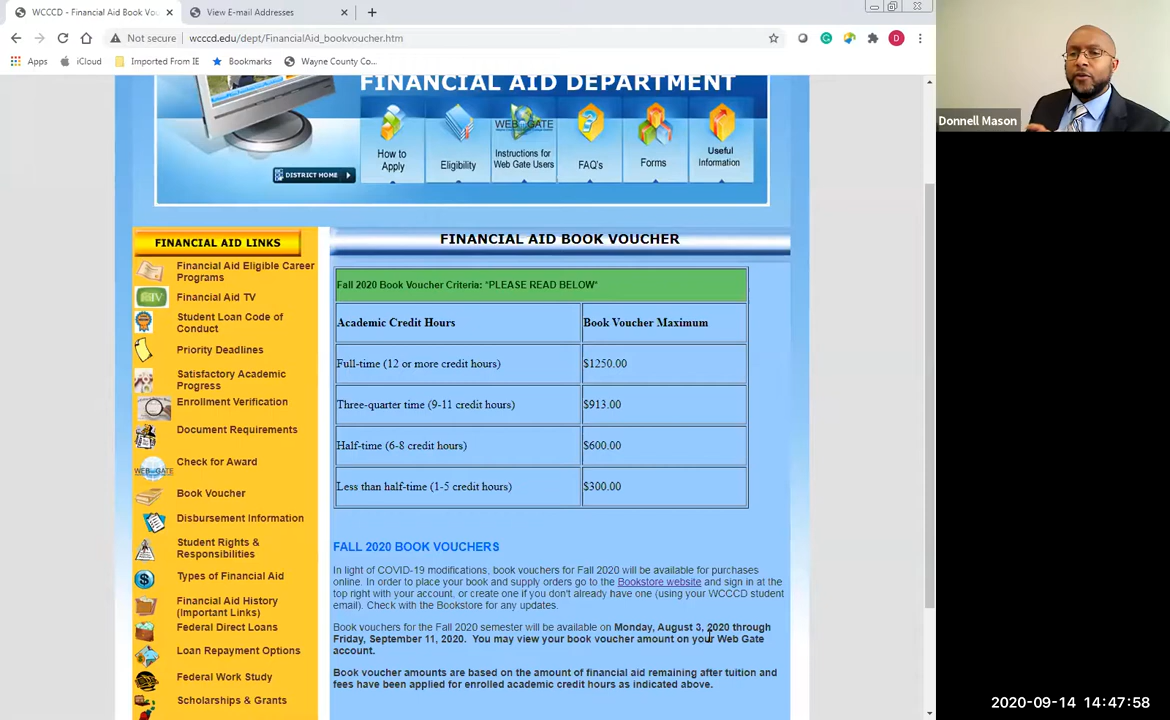 WCCCD - Financial Aid Book Vou
View E-mail Addresses
Not secure
wcccd.edu/dept/FinancialAid_bookvoucher.htm
D
Apps
iCloud
Imported From IE
Bookmarks
Wayne County Co...
FINANCIAL AID DEPARTMENT
How to
Apply
Eligibility
WEB GATE
Instructions for
Web Gate Users
FAQ's
Forms
Useful
Information
DISTRICT HOME
Donnell Mason
FINANCIAL AID LINKS
Financial Aid Eligible Career
Programs
Financial Aid TV
Student Loan Code of
Conduct
Priority Deadlines
Satisfactory Academic
Progress
Enrollment Verification
Document Requirements
WEB GATE
Check for Award
Book Voucher
Disbursement Information
Student Rights &
Responsibilities
Types of Financial Aid
Financial Aid History
(Important Links)
Federal Direct Loans
Loan Repayment Options
Federal Work Study
Scholarships & Grants
FINANCIAL AID BOOK VOUCHER
Fall 2020 Book Voucher Criteria: *PLEASE READ BELOW*
Academic Credit Hours Book Voucher Maximum
Full-time (12 or more credit hours) $1250.00
Three-quarter time (9-11 credit hours) $913.00
Half-time (6-8 credit hours) $600.00
Less than half-time (1-5 credit hours) $300.00
FALL 2020 BOOK VOUCHERS
In light of COVID-19 modifications, book vouchers for Fall 2020 will be available for purchases
online. In order to place your book and supply orders go to the Bookstore website and sign in at the
top right with your account, or create one if you don't already have one (using your WCCCD student
email). Check with the Bookstore for any updates.
Book vouchers for the Fall 2020 semester will be available on Monday, August 3, 2020 through
Friday, September 11, 2020. You may view your book voucher amount on your Web Gate
account.
Book voucher amounts are based on the amount of financial aid remaining after tuition and
fees have been applied for enrolled academic credit hours as indicated above.
2020-09-14 14:47:58